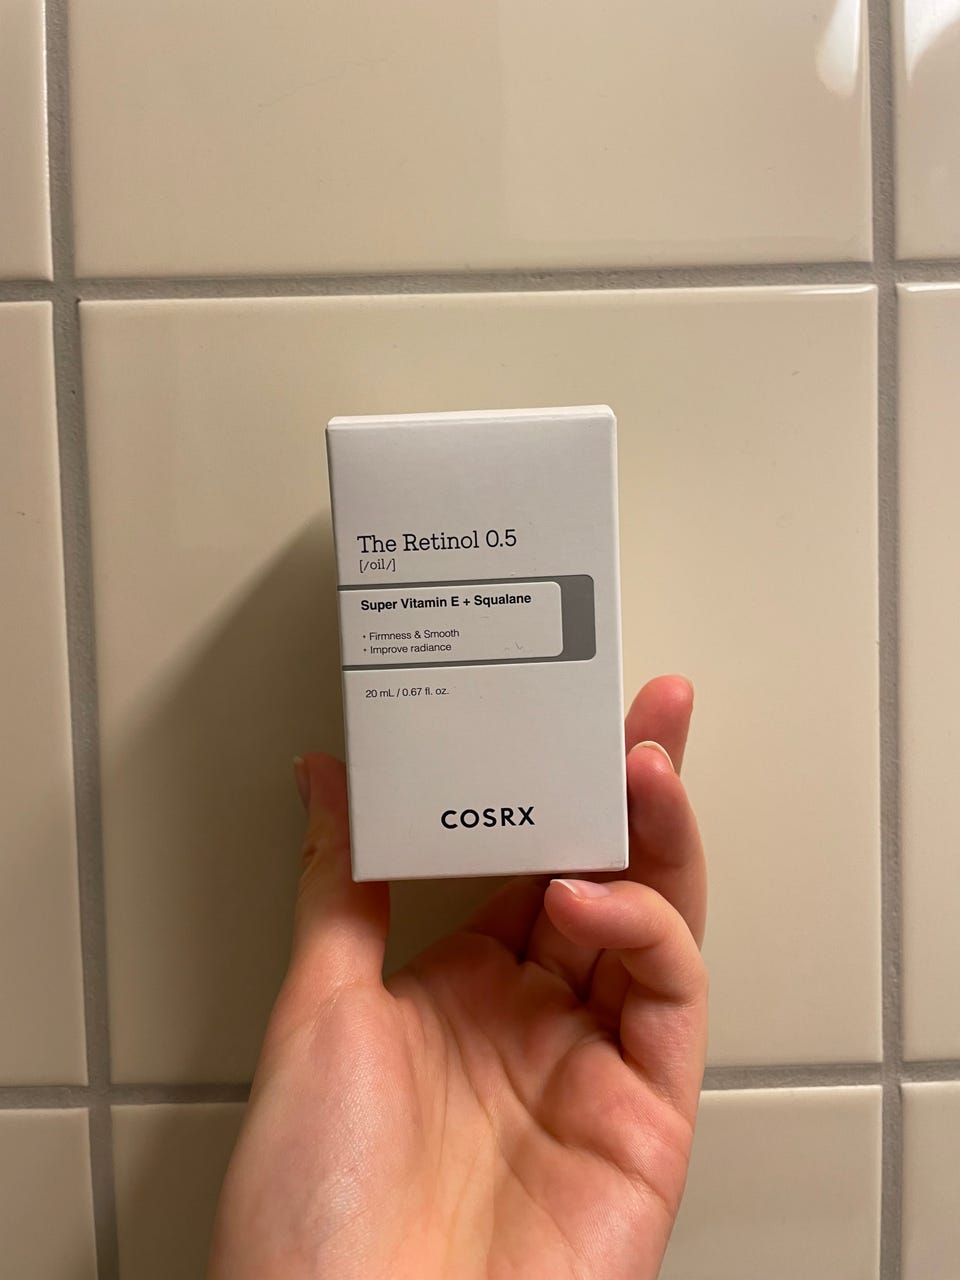 The Retinol 0.5
[/oil/]
Super Vitamin E + Squalane
• Firmness & Smooth
• Improve radiance
20 mL / 0.67 fl. oz.
COSRX